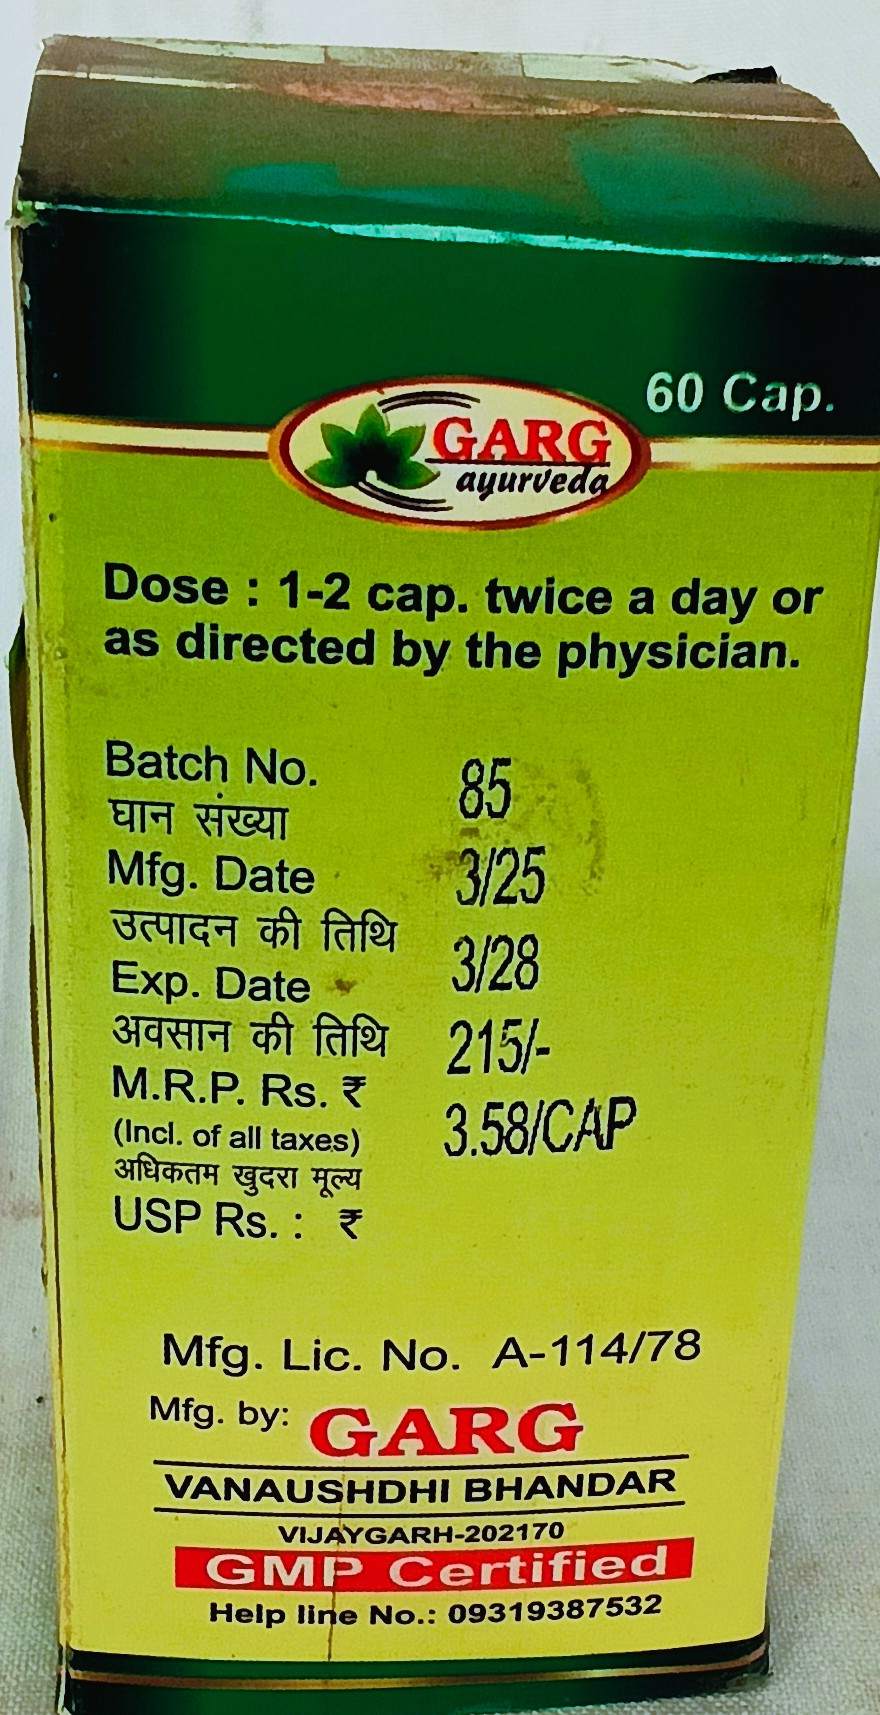 60 Cap.
GARG
ayurveda
Dose : 1-2 cap. twice a day or
as directed by the physician.
Batch No. 85
घान संख्या
Mfg. Date 3/25
उत्पादन की तिथि
Exp. Date 3/28
अवसान की तिथि
M.R.P. Rs. ₹ 215/-
(Incl. of all taxes) 3.58/CAP
अधिकतम खुदरा मूल्य
USP Rs. : ₹
Mfg. Lic. No. A-114/78
Mfg. by: GARG
VANAUSHDHI BHANDAR
VIJAYGARH-202170
GMP Certified
Help line No.: 09319387532